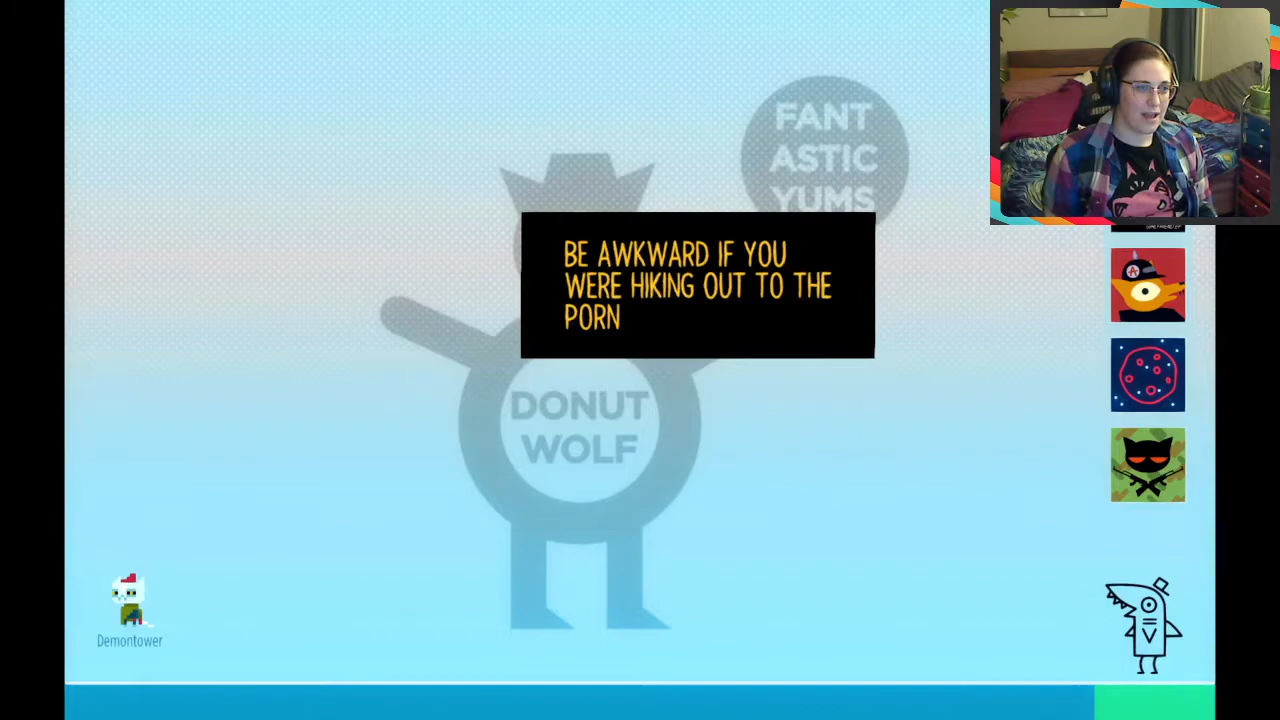 FANT
ASTIC
YUMS
BE AWKWARD IF YOU
WERE HIKING OUT TO THE
PORN
DONUT
WOLF
Demontower